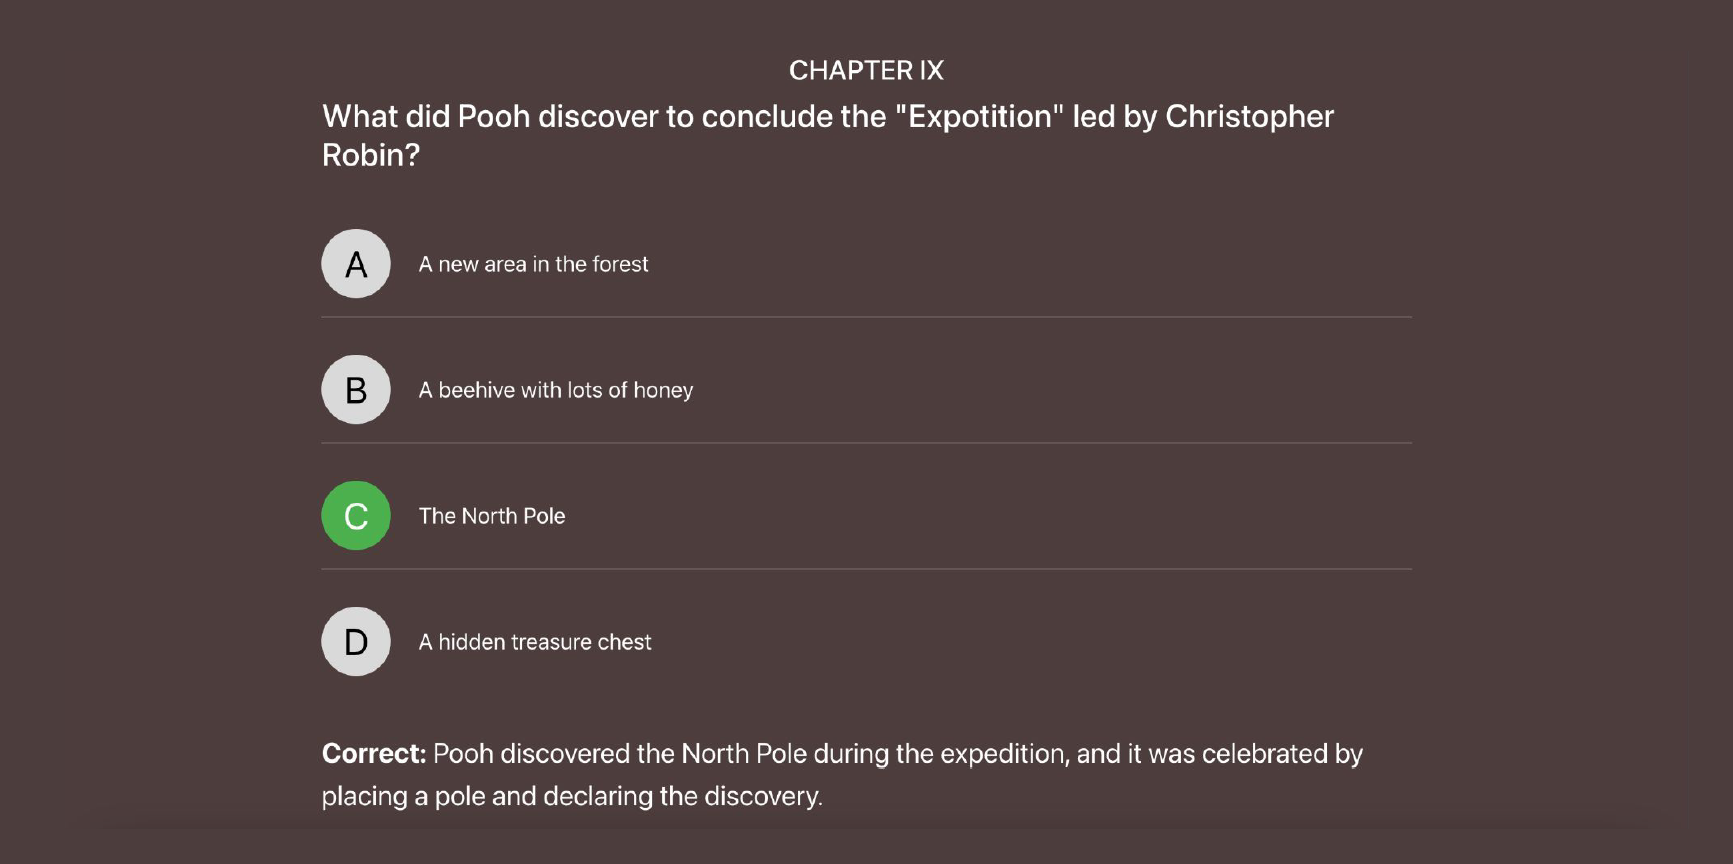 CHAPTER IX
What did Pooh discover to conclude the "Expotition" led by Christopher
Robin?
A
A new area in the forest
B
A beehive with lots of honey
C
The North Pole
D
A hidden treasure chest
Correct: Pooh discovered the North Pole during the expedition, and it was celebrated by
placing a pole and declaring the discovery.